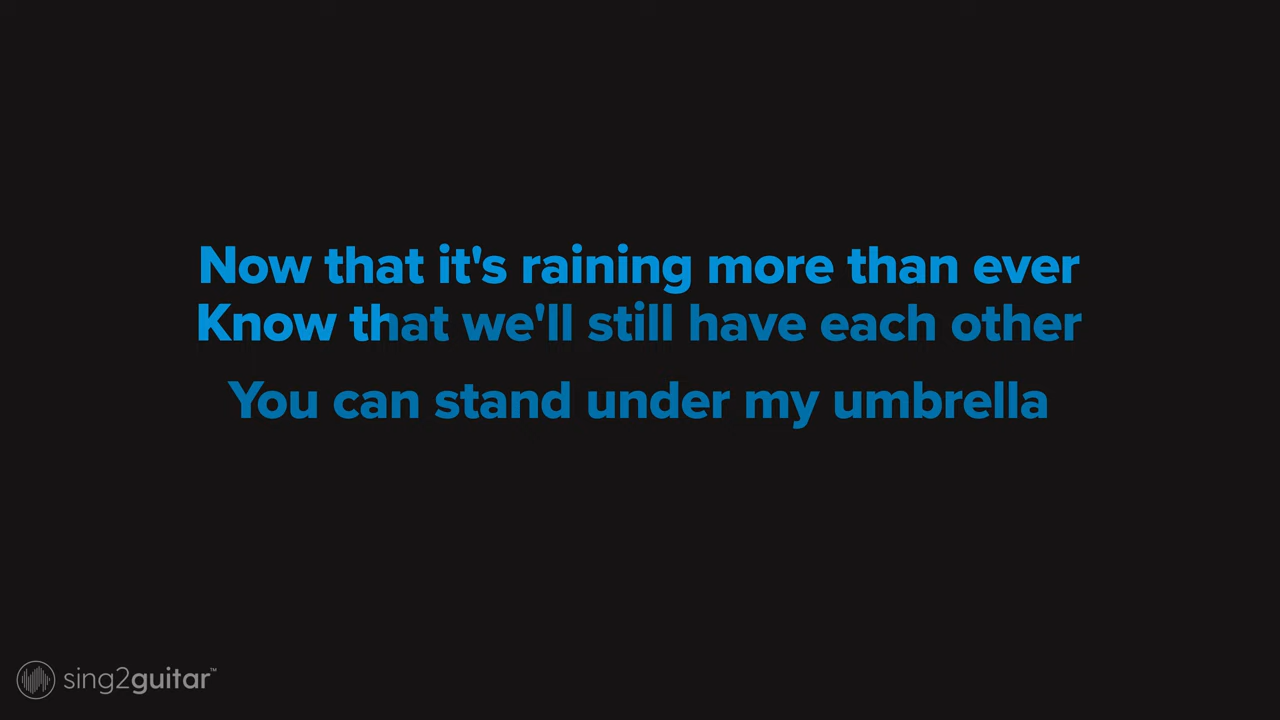 Now that it's raining more than ever
Know that we'll still have each other
You can stand under my umbrella
sing2guitar™